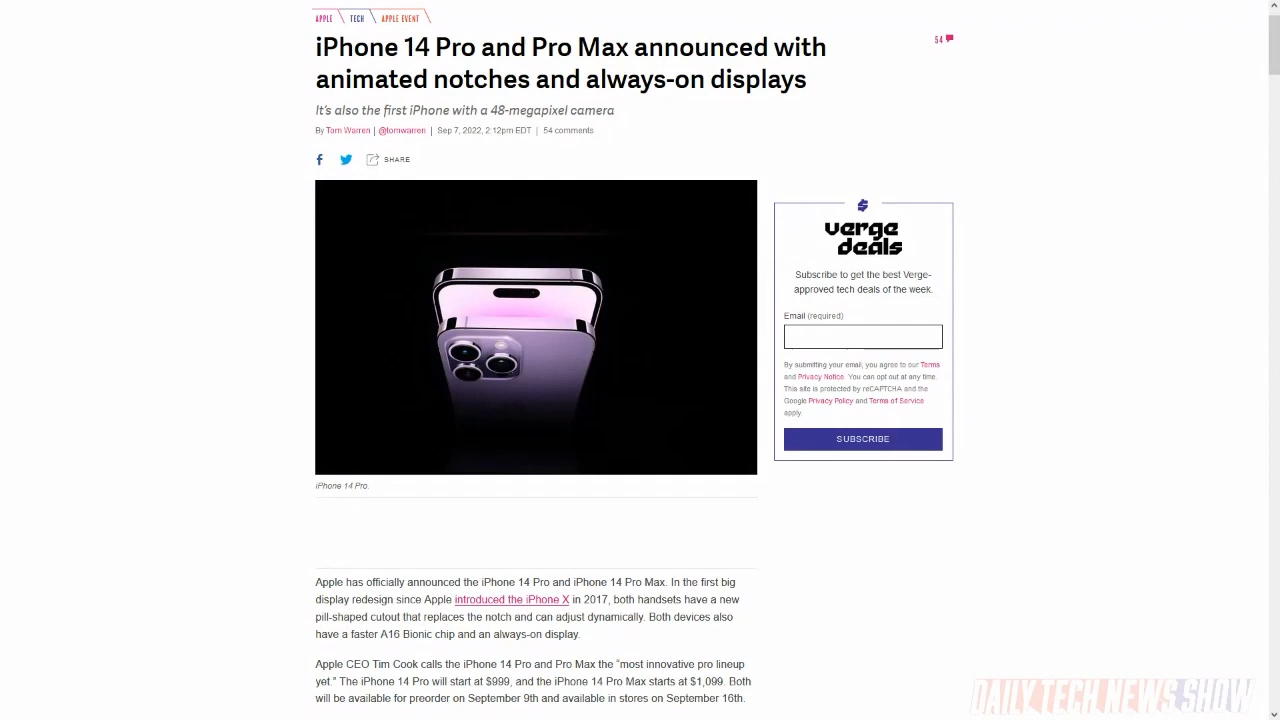 APPLE TECH APPLE EVENT
iPhone 14 Pro and Pro Max announced with
animated notches and always-on displays
54
It's also the first iPhone with a 48-megapixel camera
By Tom Warren | @tomwarren | Sep 7, 2022, 2:12pm EDT | 54 comments
SHARE
iPhone 14 Pro.
verge
deals
Subscribe to get the best Verge-
approved tech deals of the week.
Email (required)
By submitting your email, you agree to our Terms
and Privacy Notice. You can opt out at any time.
This site is protected by reCAPTCHA and the
Google Privacy Policy and Terms of Service
apply.
SUBSCRIBE
Apple has officially announced the iPhone 14 Pro and iPhone 14 Pro Max. In the first big
display redesign since Apple introduced the iPhone X in 2017, both handsets have a new
pill-shaped cutout that replaces the notch and can adjust dynamically. Both devices also
have a faster A16 Bionic chip and an always-on display.
Apple CEO Tim Cook calls the iPhone 14 Pro and Pro Max the “most innovative pro lineup
yet.” The iPhone 14 Pro will start at $999, and the iPhone 14 Pro Max starts at $1,099. Both
will be available for preorder on September 9th and available in stores on September 16th.
DAILY TECH NEWS SHOW